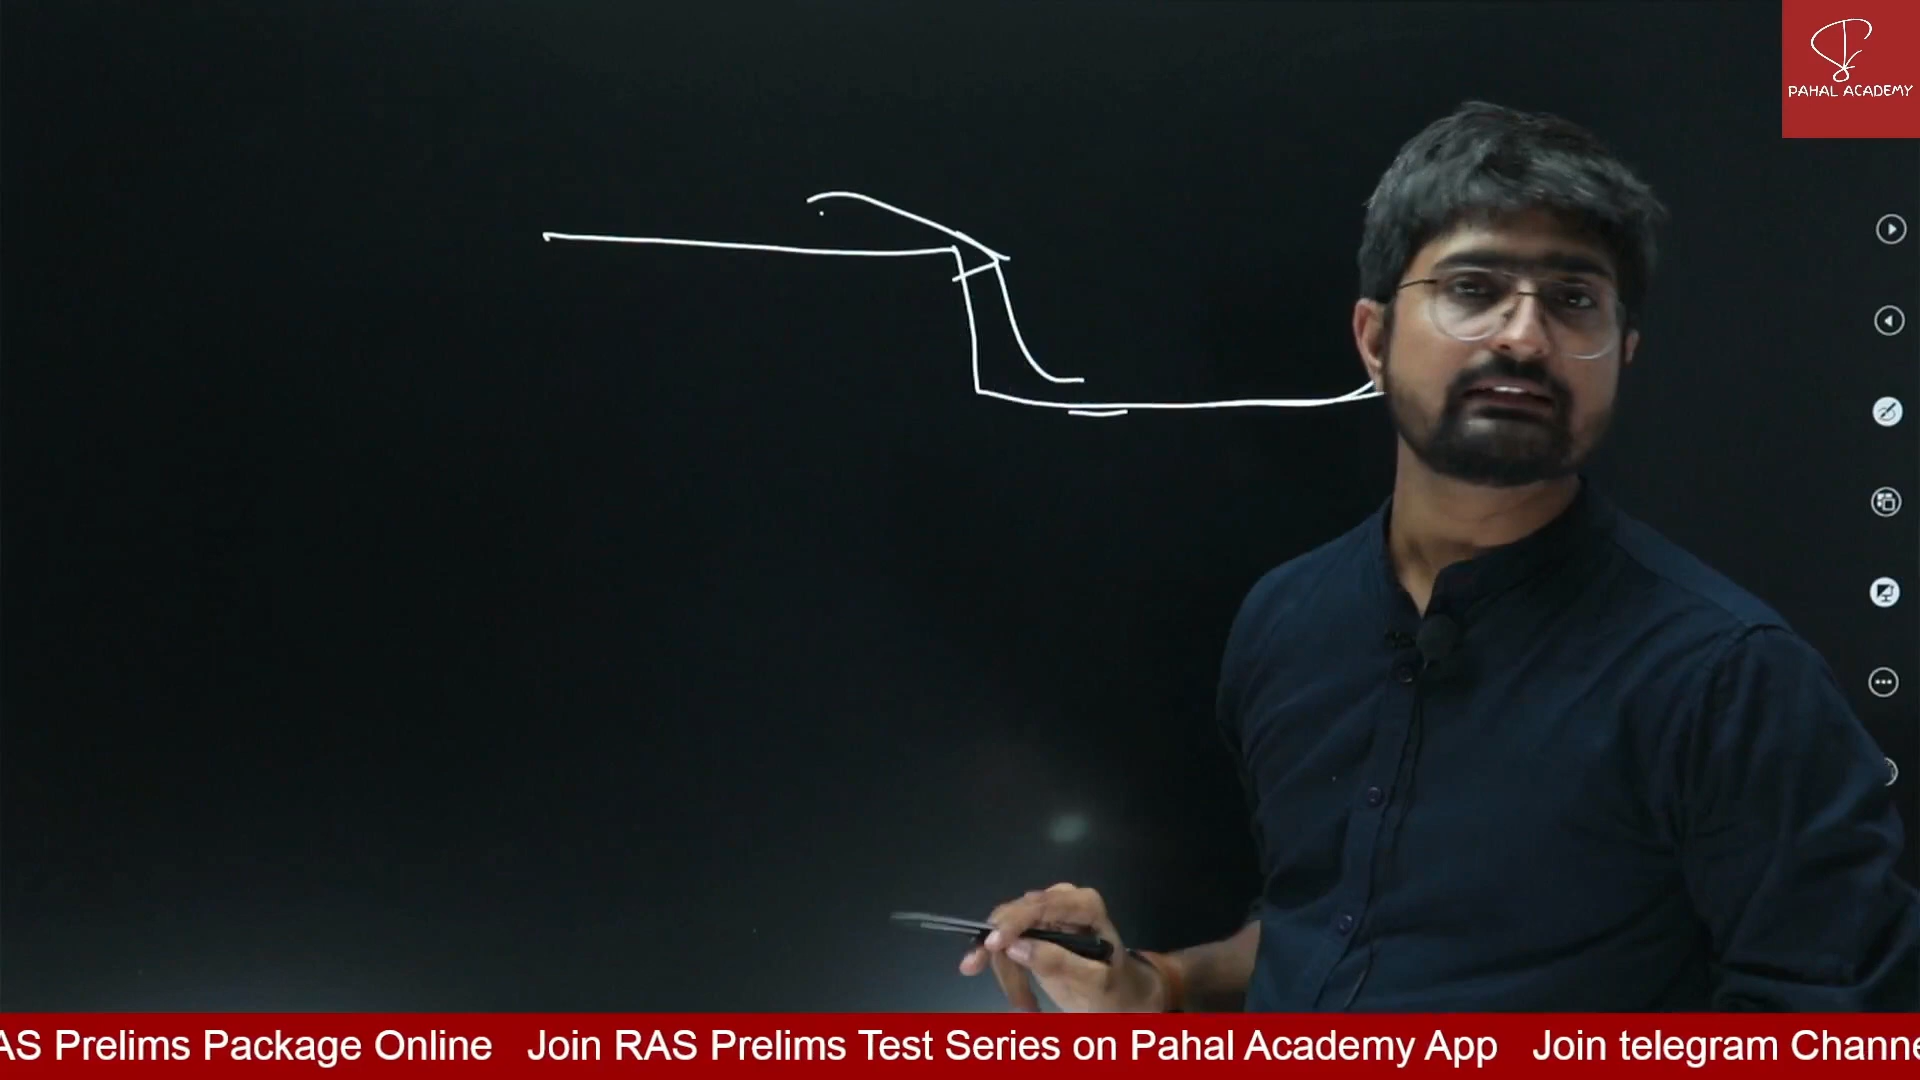 PAHAL ACADEMY
AS Prelims Package Online Join RAS Prelims Test Series on Pahal Academy App Join telegram Channe